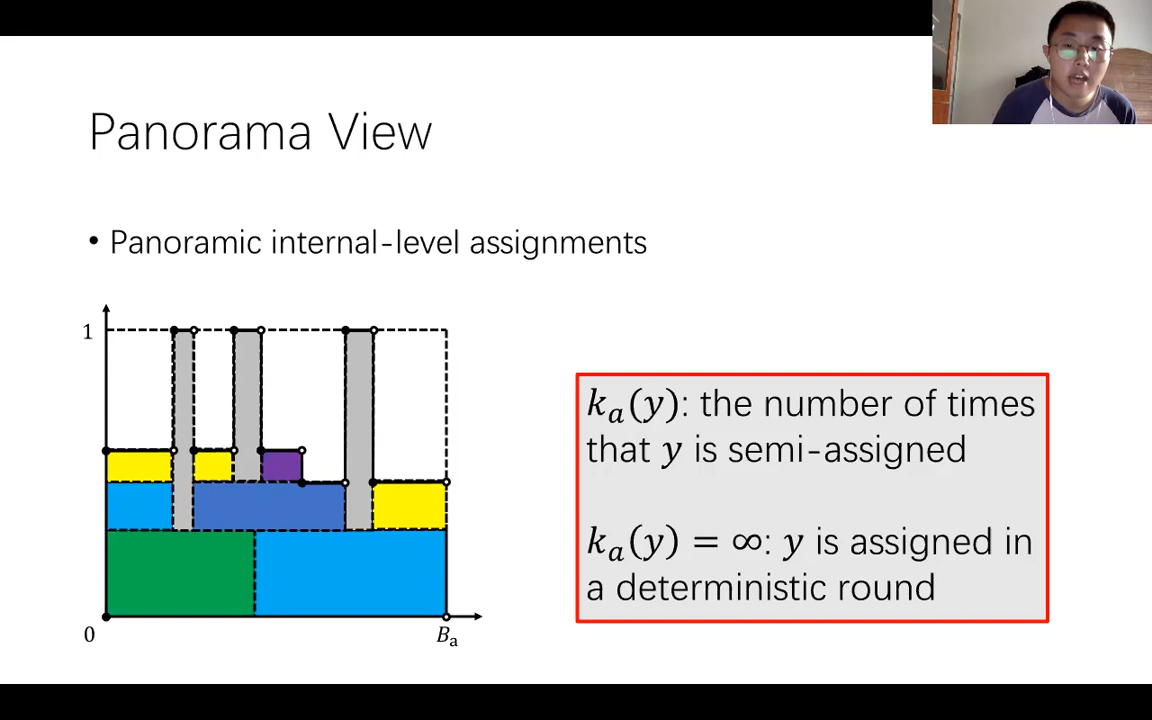 Panorama View
• Panoramic internal-level assignments
1
0
Bₐ
kₐ(y): the number of times
that y is semi-assigned
kₐ(y) = ∞: y is assigned in
a deterministic round